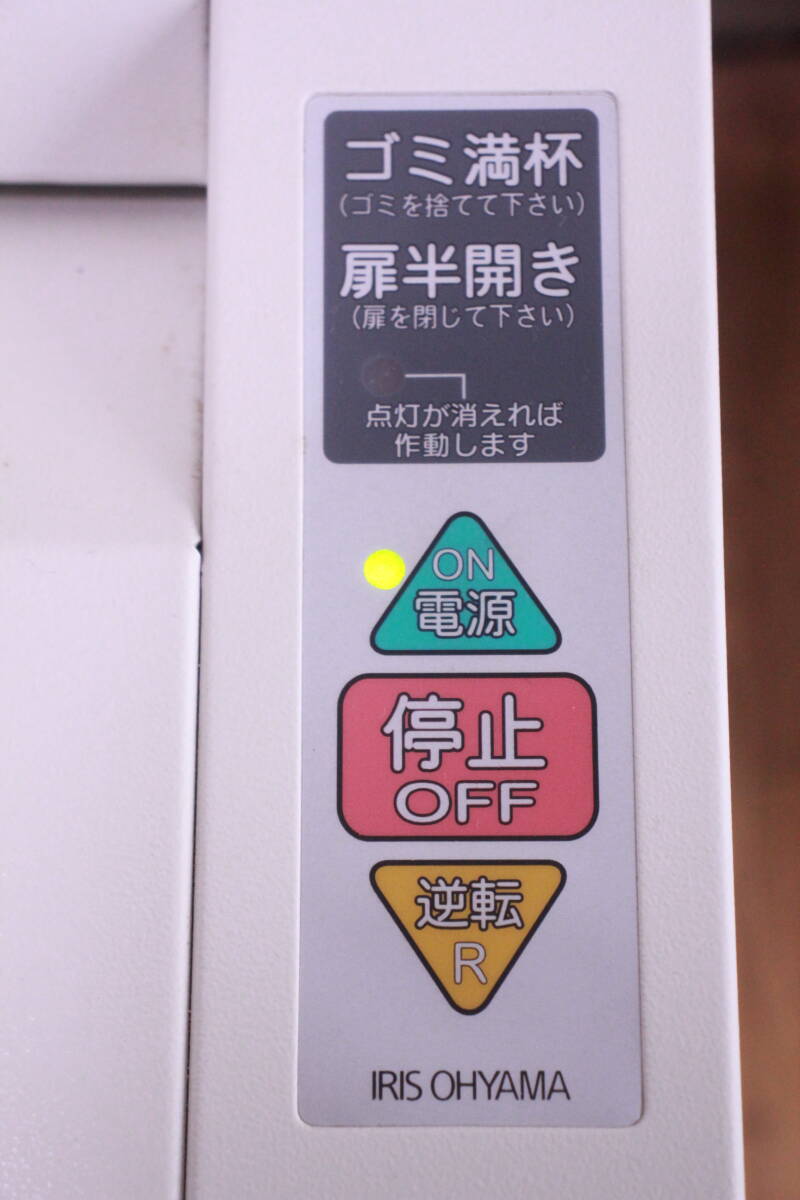 ゴミ満杯
(ゴミを捨てて下さい)
扉半開き
(扉を閉じて下さい)
点灯が消えれば
作動します
ON
電源
停止
OFF
逆転
R
IRIS OHYAMA